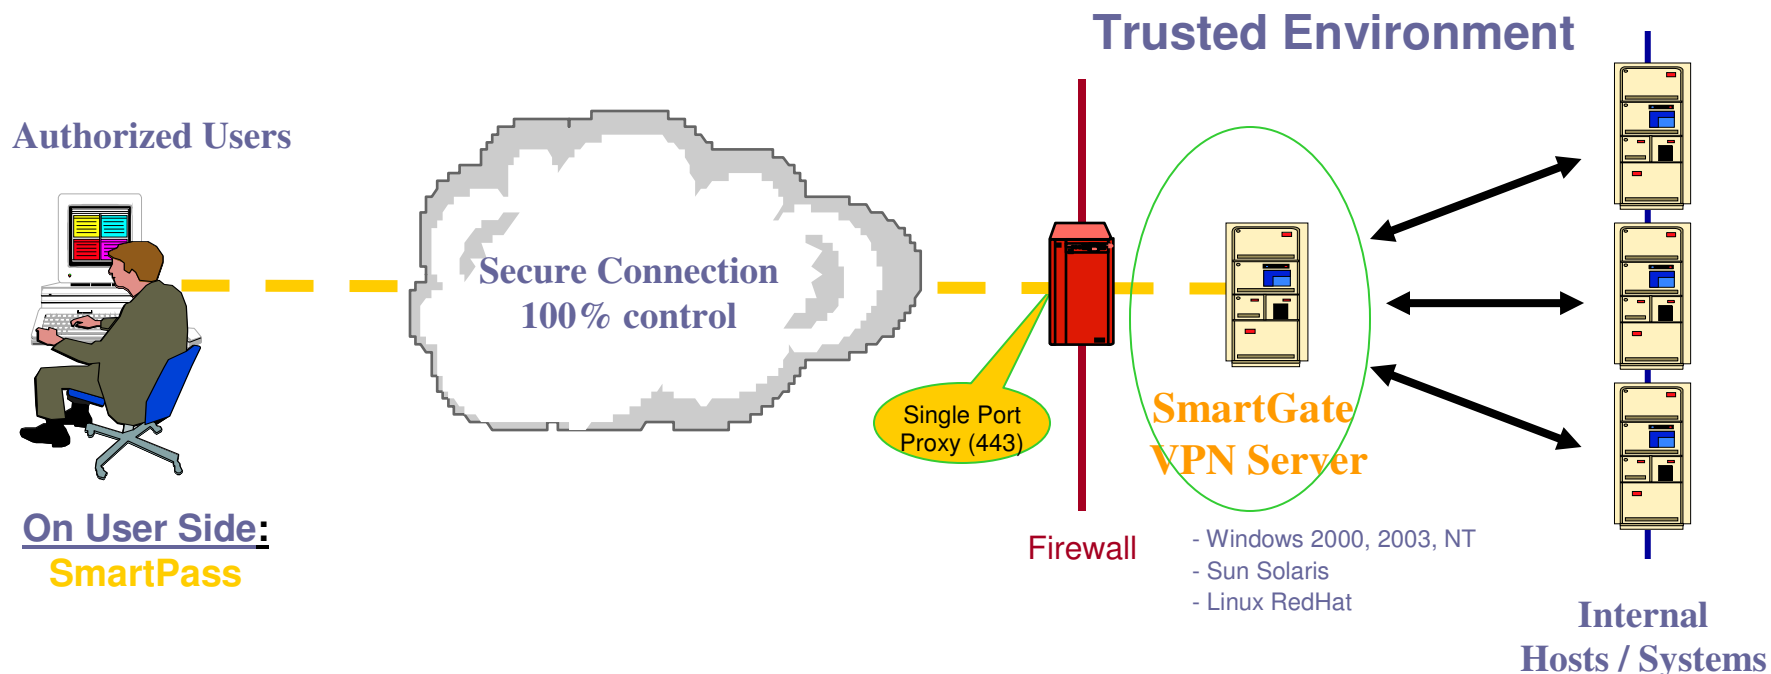 Trusted Environment
Authorized Users
Secure Connection
100% control
Single Port
Proxy (443)
SmartGate
VPN Server
On User Side:
SmartPass
Firewall
- Windows 2000, 2003, NT
- Sun Solaris
- Linux RedHat
Internal
Hosts / Systems